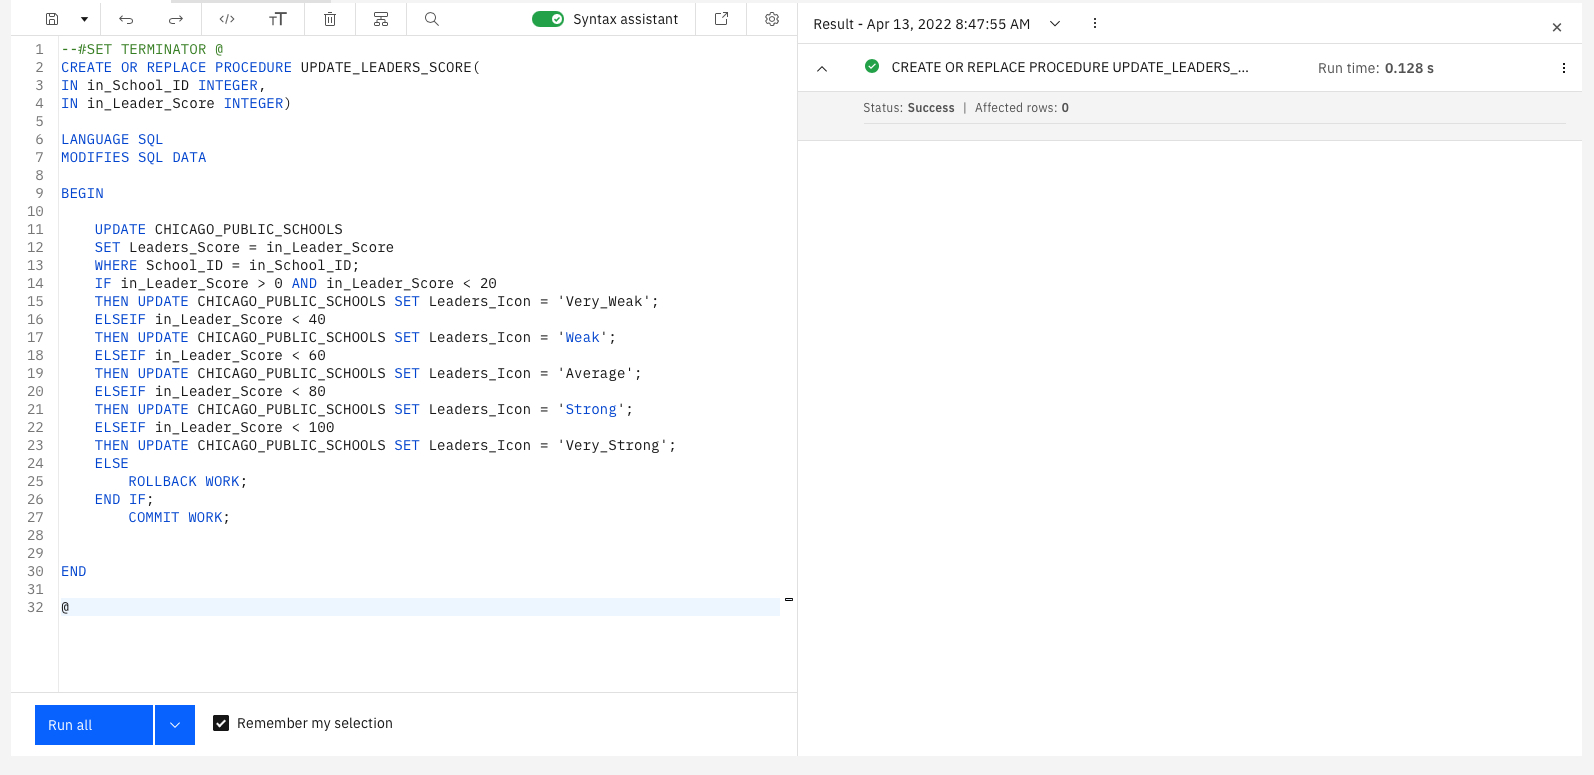 Syntax assistant
1 --#SET TERMINATOR @
2 CREATE OR REPLACE PROCEDURE UPDATE_LEADERS_SCORE(
3 IN in_School_ID INTEGER,
4 IN in_Leader_Score INTEGER)
5
6 LANGUAGE SQL
7 MODIFIES SQL DATA
8
9 BEGIN
10
11 UPDATE CHICAGO_PUBLIC_SCHOOLS
12 SET Leaders_Score = in_Leader_Score
13 WHERE School_ID = in_School_ID;
14 IF in_Leader_Score > 0 AND in_Leader_Score < 20
15 THEN UPDATE CHICAGO_PUBLIC_SCHOOLS SET Leaders_Icon = 'Very_Weak';
16 ELSEIF in_Leader_Score < 40
17 THEN UPDATE CHICAGO_PUBLIC_SCHOOLS SET Leaders_Icon = 'Weak';
18 ELSEIF in_Leader_Score < 60
19 THEN UPDATE CHICAGO_PUBLIC_SCHOOLS SET Leaders_Icon = 'Average';
20 ELSEIF in_Leader_Score < 80
21 THEN UPDATE CHICAGO_PUBLIC_SCHOOLS SET Leaders_Icon = 'Strong';
22 ELSEIF in_Leader_Score < 100
23 THEN UPDATE CHICAGO_PUBLIC_SCHOOLS SET Leaders_Icon = 'Very_Strong';
24 ELSE
25 ROLLBACK WORK;
26 END IF;
27 COMMIT WORK;
28
29
30 END
31
32 @
Run all
Remember my selection
Result - Apr 13, 2022 8:47:55 AM
CREATE OR REPLACE PROCEDURE UPDATE_LEADERS_... Run time: 0.128 s
Status: Success | Affected rows: 0